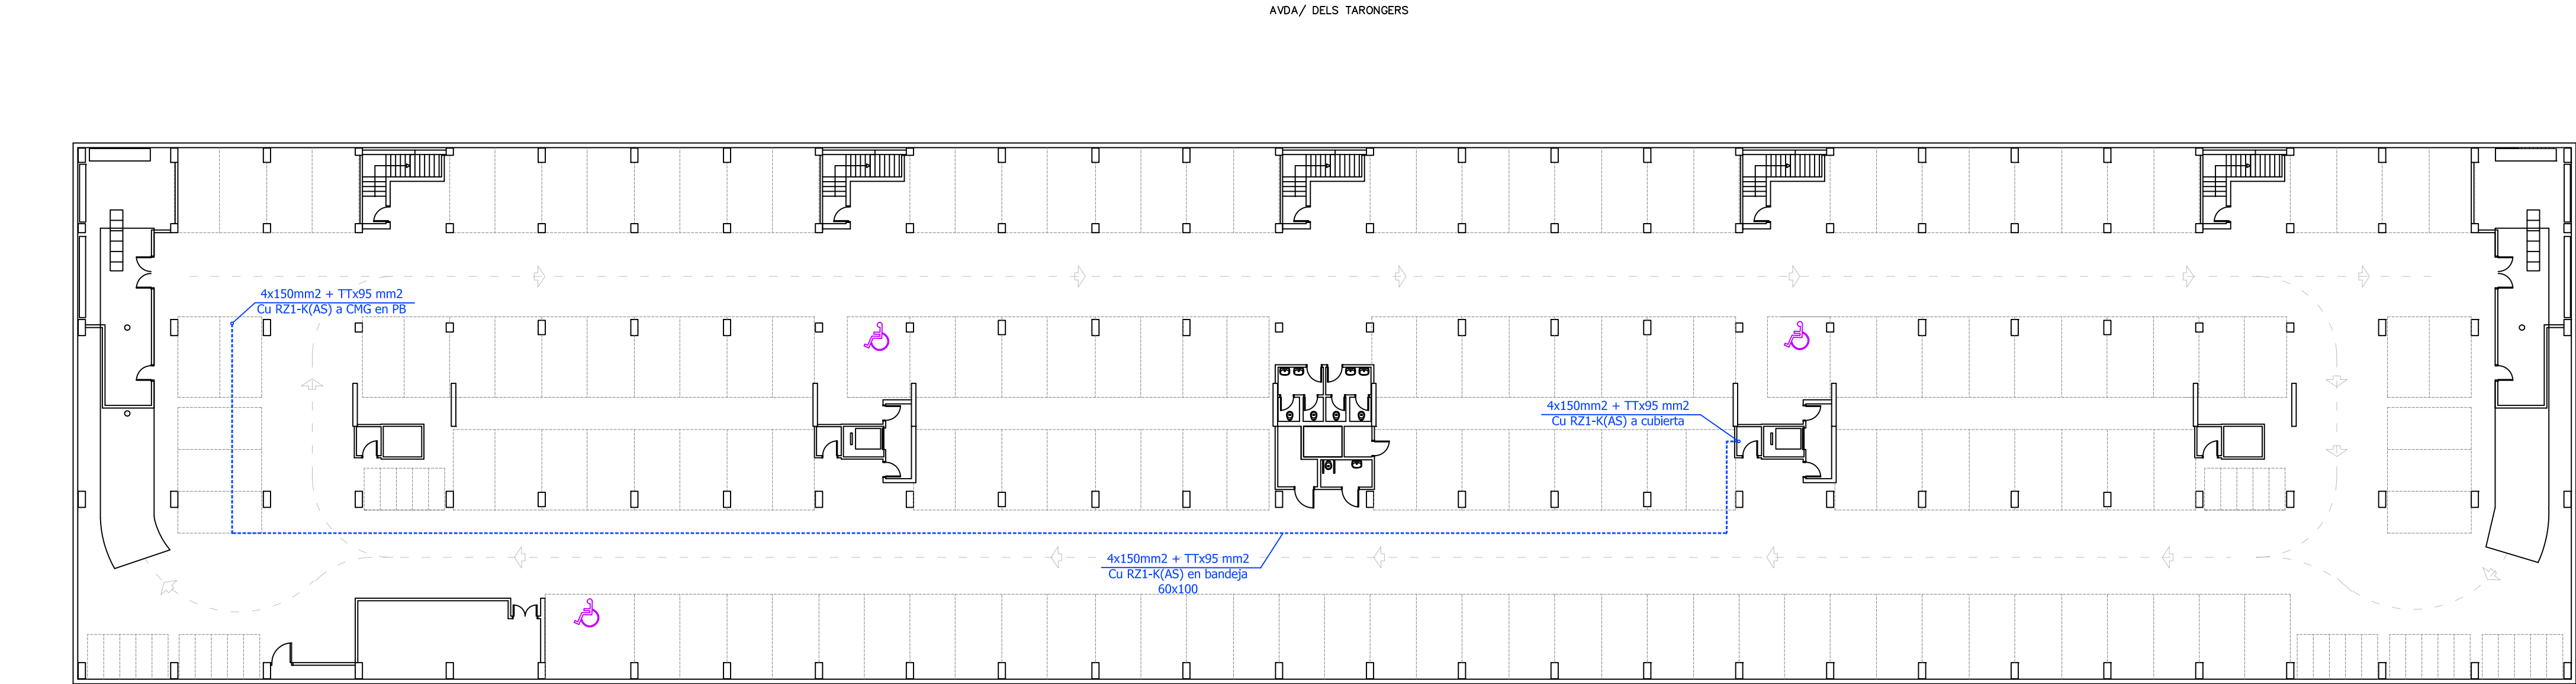 AVDA/ DELS TARONGERS
4x150mm2 + TTx95 mm2
Cu RZ1-K(AS) a CMG en PB
4x150mm2 + TTx95 mm2
Cu RZ1-K(AS) a cubierta
4x150mm2 + TTx95 mm2
Cu RZ1-K(AS) en bandeja
60x100